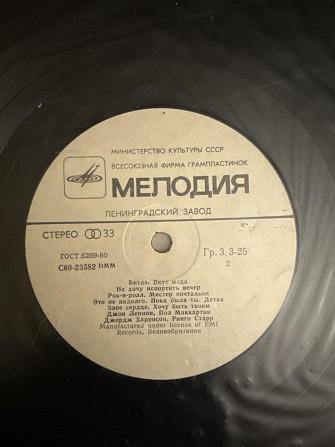 МИНИСТЕРСТВО КУЛЬТУРЫ СССР
ВСЕСОЮЗНАЯ ФИРМА ГРАМПЛАСТИНОК
МЕЛОДИЯ
ЛЕНИНГРАДСКИЙ ЗАВОД
СТЕРЕО 33
ГОСТ 5289-80
Гр. 3. 3-25
С60-23582 DMM
2
Битлз. Вкус меда
Не хочу испортить вечер
Рок-н-ролл. Мистер почтальон
Это не надолго. Пока была ты. Детка
Злое сердце. Хочу быть твоим
Джон Леннон, Пол Маккартни
Джордж Харрисон, Ринго Старр
Manufactured under license of EMI
Records, Великобритания